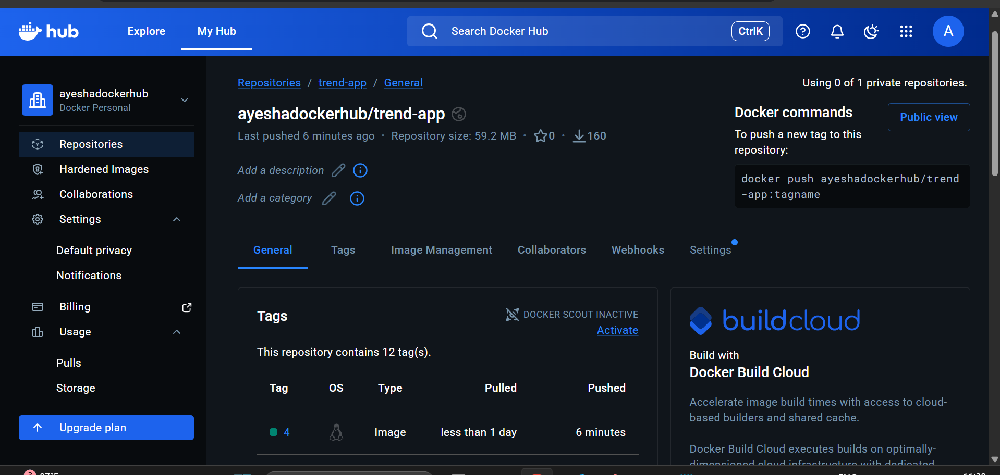 hub
Explore
My Hub
Search Docker Hub
CtrlK
A
ayeshadockerhub
Docker Personal
Repositories
Hardened Images
Collaborations
Settings
Default privacy
Notifications
Billing
Usage
Pulls
Storage
Upgrade plan
Repositories / trend-app / General
Using 0 of 1 private repositories.
ayeshadockerhub/trend-app
Last pushed 6 minutes ago • Repository size: 59.2 MB • 0 • 160
Add a description
Add a category
Docker commands
Public view
To push a new tag to this
repository:
docker push ayeshadockerhub/trend
-app:tagname
General
Tags
Image Management
Collaborators
Webhooks
Settings
Tags
DOCKER SCOUT INACTIVE
Activate
This repository contains 12 tag(s).
Tag OS Type Pulled Pushed
4 Image less than 1 day 6 minutes
buildcloud
Build with
Docker Build Cloud
Accelerate image build times with access to cloud-
based builders and shared cache.
Docker Build Cloud executes builds on optimally-
dimensioned cloud infrastructure with dedicated